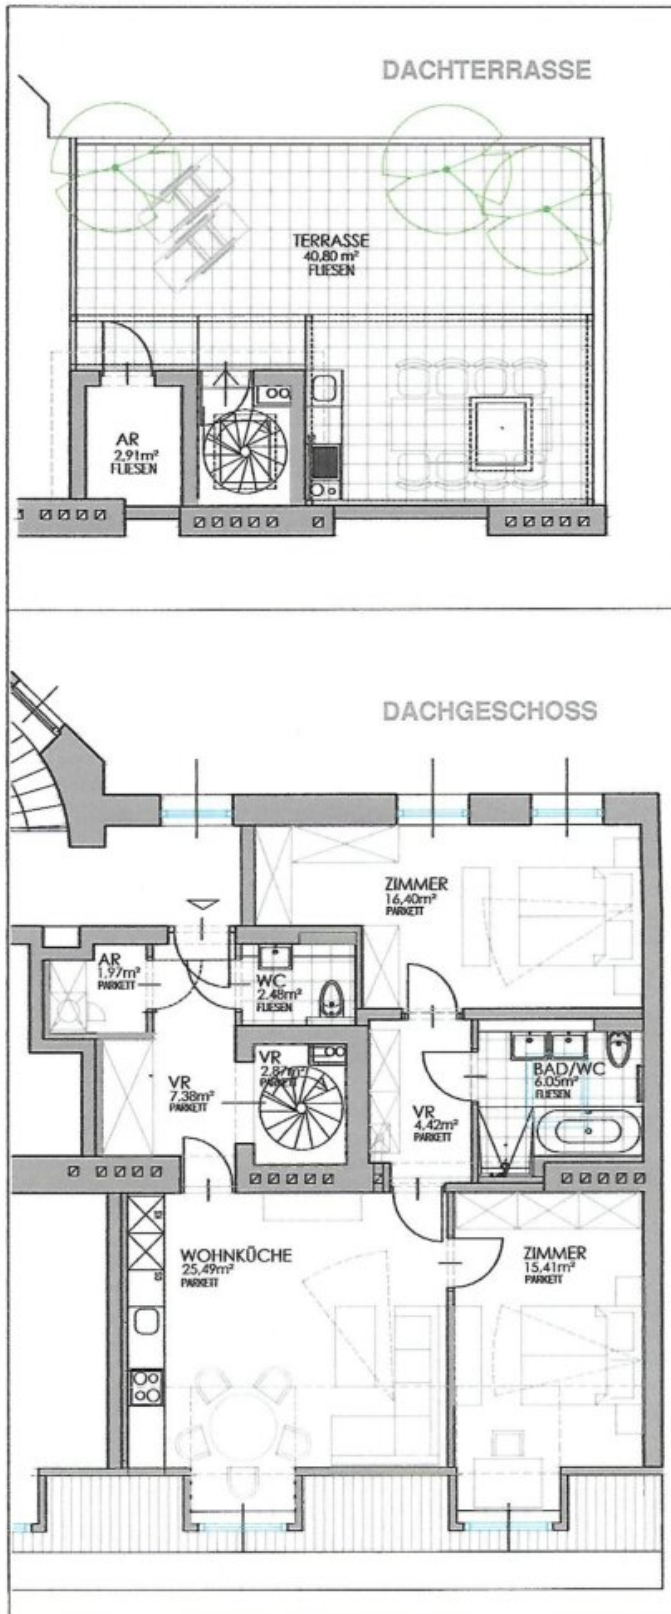 DACHTERRASSE
TERRASSE
40,80 m²
FLIESEN
AR
2,91m²
FLIESEN
DACHGESCHOSS
ZIMMER
16,40m²
PARKETT
AR
1,97m²
PARKETT
WC
2.48m²
FLIESEN
VR
2.87m²
PARKETT
VR
7.38m²
PARKETT
BAD/WC
6.05m²
FLIESEN
VR
4,42m²
PARKETT
WOHNKÜCHE
25,49m²
PARKETT
ZIMMER
15,41m²
PARKETT